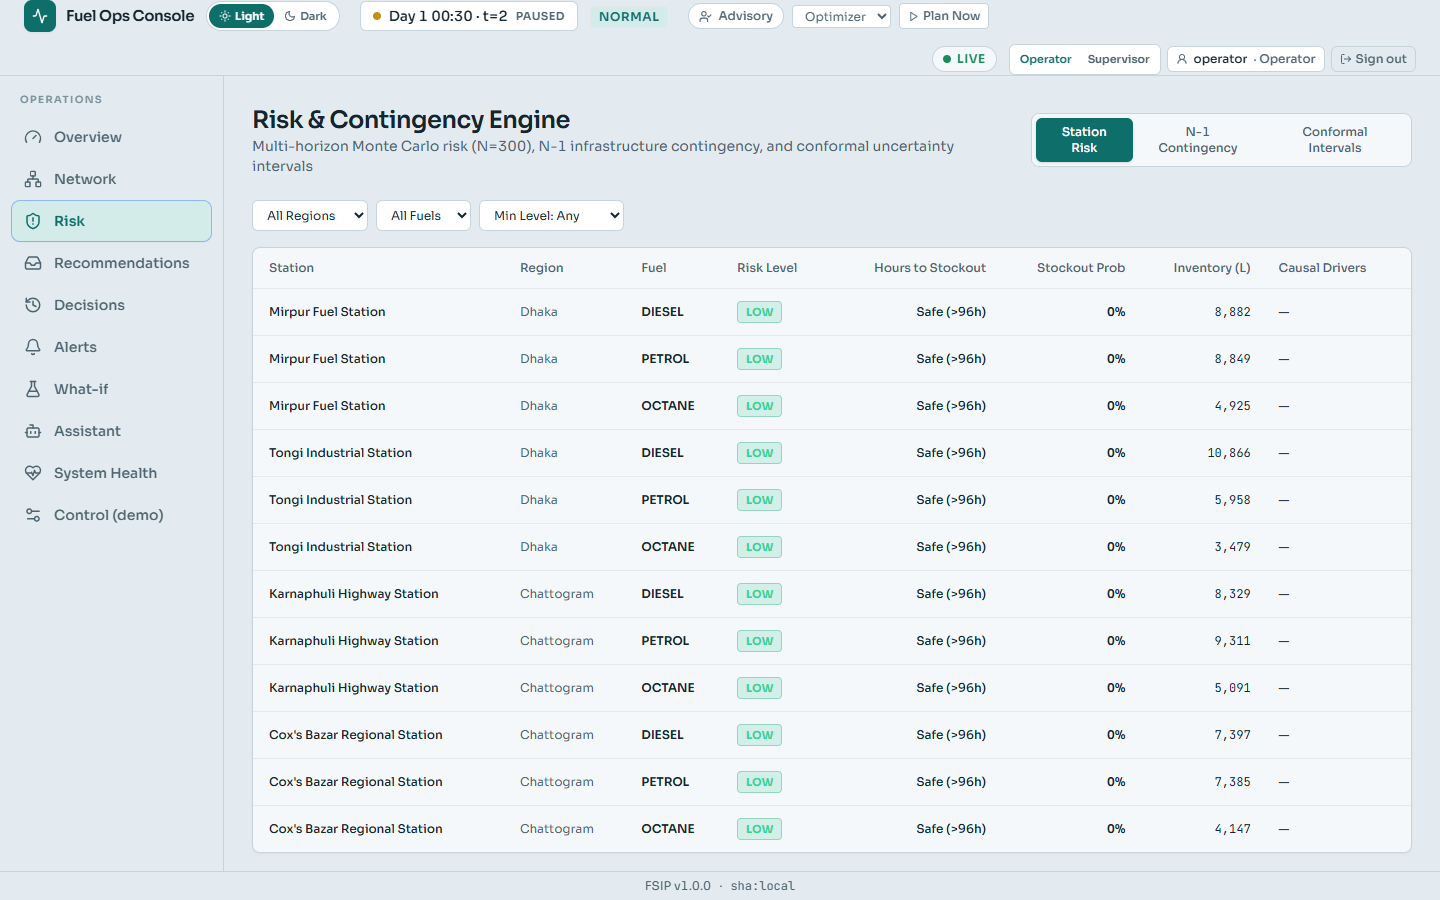 Fuel Ops Console
Light
Dark
Day 1 00:30 · t=2 PAUSED
NORMAL
Advisory
Optimizer
Plan Now
LIVE
Operator
Supervisor
operator · Operator
Sign out
OPERATIONS
Overview
Network
Risk
Recommendations
Decisions
Alerts
What-if
Assistant
System Health
Control (demo)
Risk & Contingency Engine
Multi-horizon Monte Carlo risk (N=300), N-1 infrastructure contingency, and conformal uncertainty
intervals
Station
Risk
N-1
Contingency
Conformal
Intervals
All Regions
All Fuels
Min Level: Any
Station Region Fuel Risk Level Hours to Stockout Stockout Prob Inventory (L) Causal Drivers
Mirpur Fuel Station Dhaka DIESEL LOW Safe (>96h) 0% 8,882 —
Mirpur Fuel Station Dhaka PETROL LOW Safe (>96h) 0% 8,849 —
Mirpur Fuel Station Dhaka OCTANE LOW Safe (>96h) 0% 4,925 —
Tongi Industrial Station Dhaka DIESEL LOW Safe (>96h) 0% 10,866 —
Tongi Industrial Station Dhaka PETROL LOW Safe (>96h) 0% 5,958 —
Tongi Industrial Station Dhaka OCTANE LOW Safe (>96h) 0% 3,479 —
Karnaphuli Highway Station Chattogram DIESEL LOW Safe (>96h) 0% 8,329 —
Karnaphuli Highway Station Chattogram PETROL LOW Safe (>96h) 0% 9,311 —
Karnaphuli Highway Station Chattogram OCTANE LOW Safe (>96h) 0% 5,091 —
Cox's Bazar Regional Station Chattogram DIESEL LOW Safe (>96h) 0% 7,397 —
Cox's Bazar Regional Station Chattogram PETROL LOW Safe (>96h) 0% 7,385 —
Cox's Bazar Regional Station Chattogram OCTANE LOW Safe (>96h) 0% 4,147 —
FSIP v1.0.0 · sha:local